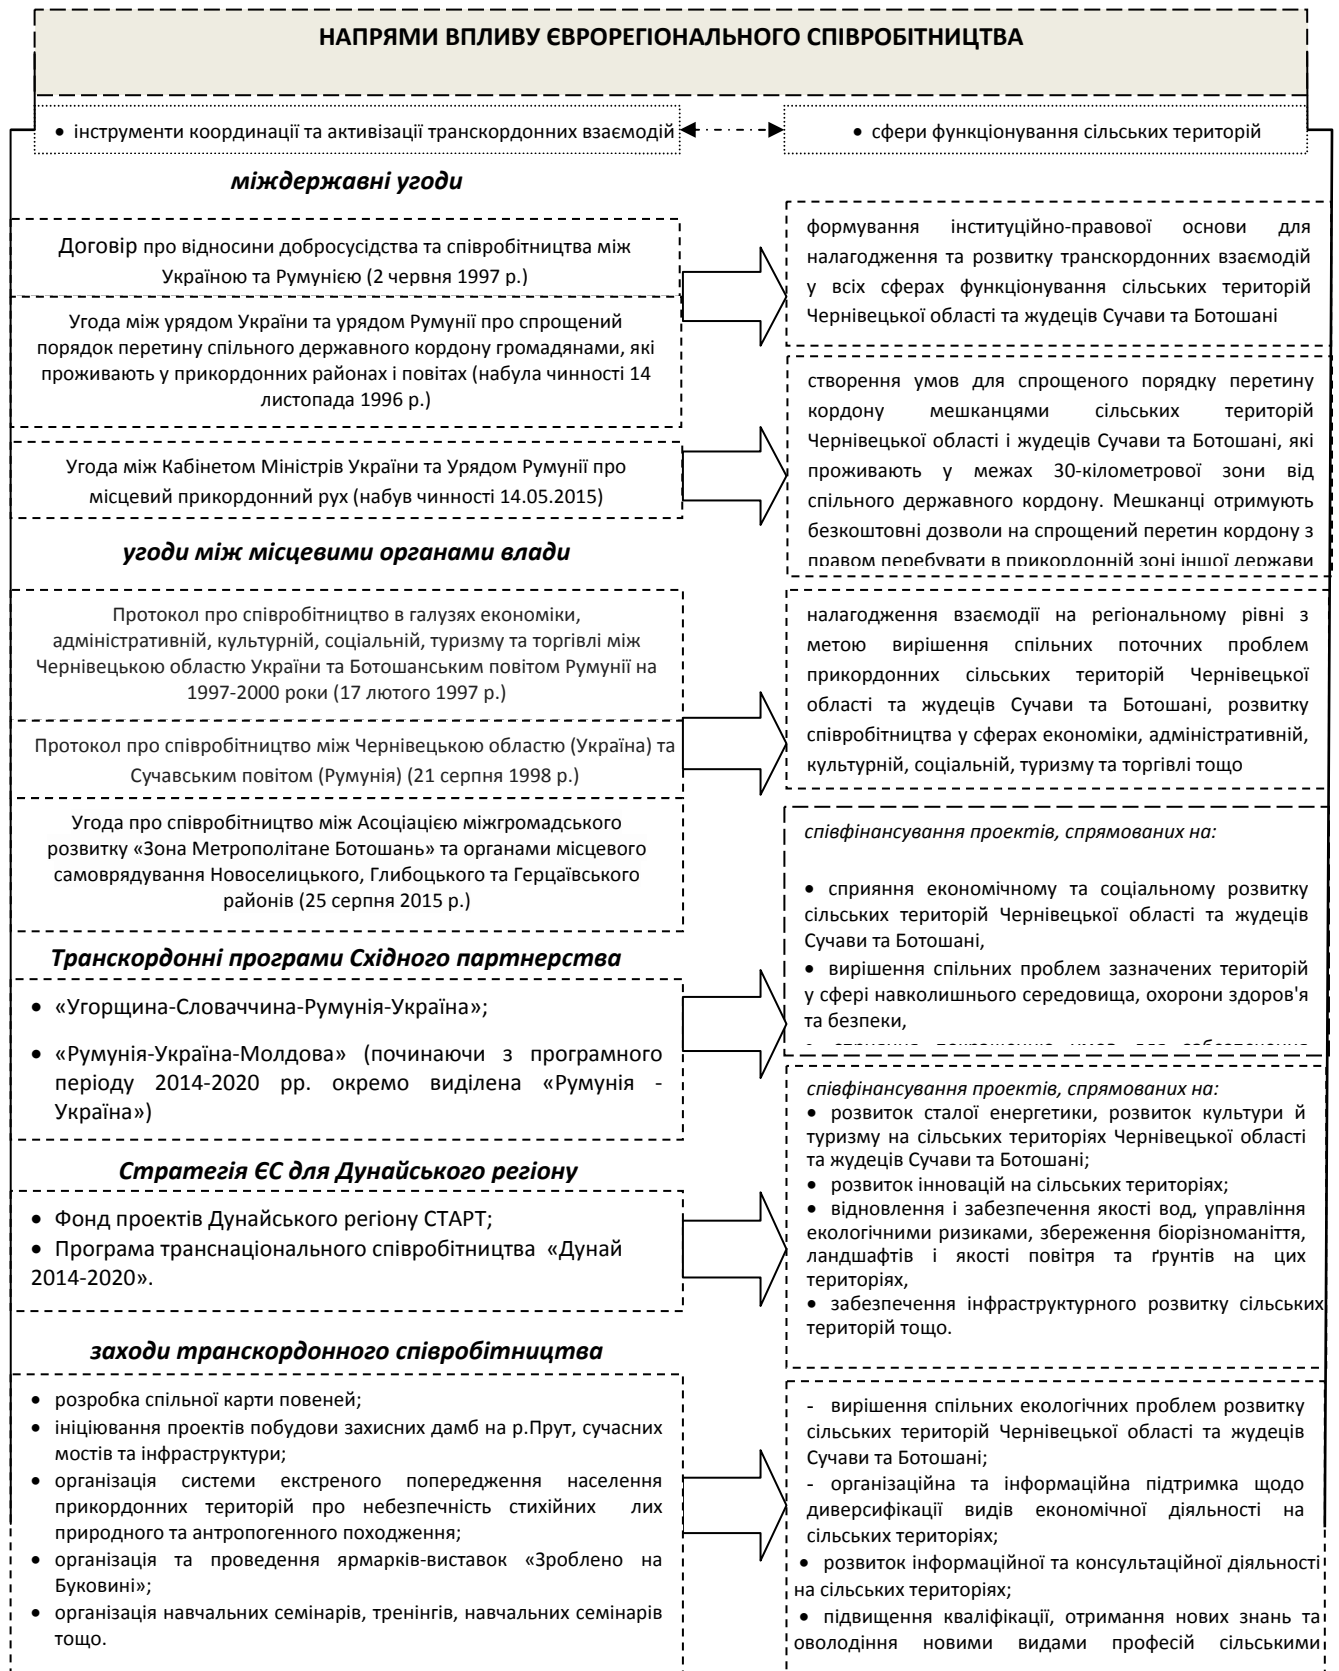 НАПРЯМИ ВПЛИВУ ЄВРОРЕГІОНАЛЬНОГО СПІВРОБІТНИЦТВА
• інструменти координації та активізації транскордонних взаємодій
• сфери функціонування сільських територій
міждержавні угоди
Договір про відносини добросусідства та співробітництва між
Україною та Румунією (2 червня 1997 р.)
Угода між урядом України та урядом Румунії про спрощений
порядок перетину спільного державного кордону громадянами, які
проживають у прикордонних районах і повітах (набула чинності 14
листопада 1996 р.)
Угода між Кабінетом Міністрів України та Урядом Румунії про
місцевий прикордонний рух (набув чинності 14.05.2015)
формування інституційно-правової основи для
налагодження та розвитку транскордонних взаємодій
у всіх сферах функціонування сільських територій
Чернівецької області та жудеців Сучави та Ботошані
створення умов для спрощеного порядку перетину
кордону мешканцями сільських територій
Чернівецької області і жудеців Сучави та Ботошані, які
проживають у межах 30-кілометрової зони від
спільного державного кордону. Мешканці отримують
безкоштовні дозволи на спрощений перетин кордону з
правом перебувати в прикордонній зоні іншої держави
угоди між місцевими органами влади
Протокол про співробітництво в галузях економіки,
адміністративній, культурній, соціальній, туризму та торгівлі між
Чернівецькою областю України та Ботошанським повітом Румунії на
1997-2000 роки (17 лютого 1997 р.)
Протокол про співробітництво між Чернівецькою областю (Україна) та
Сучавським повітом (Румунія) (21 серпня 1998 р.)
Угода про співробітництво між Асоціацією міжгромадського
розвитку «Зона Метрополітане Ботошань» та органами місцевого
самоврядування Новоселицького, Глибоцького та Герцаївського
районів (25 серпня 2015 р.)
налагодження взаємодії на регіональному рівні з
метою вирішення спільних поточних проблем
прикордонних сільських територій Чернівецької
області та жудеців Сучави та Ботошані, розвитку
співробітництва у сферах економіки, адміністративній,
культурній, соціальній, туризму та торгівлі тощо
Транскордонні програми Східного партнерства
• «Угорщина-Словаччина-Румунія-Україна»;
• «Румунія-Україна-Молдова» (починаючи з програмного
періоду 2014-2020 рр. окремо виділена «Румунія -
Україна»)
співфінансування проектів, спрямованих на:
• сприяння економічному та соціальному розвитку
сільських територій Чернівецької області та жудеців
Сучави та Ботошані,
• вирішення спільних проблем зазначених територій
у сфері навколишнього середовища, охорони здоров'я
та безпеки,
Стратегія ЄС для Дунайського регіону
• Фонд проектів Дунайського регіону СТАРТ;
• Програма транснаціонального співробітництва «Дунай
2014-2020».
співфінансування проектів, спрямованих на:
• розвиток сталої енергетики, розвиток культури й
туризму на сільських територіях Чернівецької області
та жудеців Сучави та Ботошані;
• розвиток інновацій на сільських територіях;
• відновлення і забезпечення якості вод, управління
екологічними ризиками, збереження біорізноманіття,
ландшафтів і якості повітря та ґрунтів на цих
територіях,
• забезпечення інфраструктурного розвитку сільських
територій тощо.
заходи транскордонного співробітництва
• розробка спільної карти повеней;
• ініціювання проектів побудови захисних дамб на р.Прут, сучасних
мостів та інфраструктури;
• організація системи екстреного попередження населення
прикордонних територій про небезпечність стихійних лих
природного та антропогенного походження;
• організація та проведення ярмарків-виставок «Зроблено на
Буковині»;
• організація навчальних семінарів, тренінгів, навчальних семінарів
тощо.
- вирішення спільних екологічних проблем розвитку
сільських територій Чернівецької області та жудеців
Сучави та Ботошані;
- організаційна та інформаційна підтримка щодо
диверсифікації видів економічної діяльності на
сільських територіях;
• розвиток інформаційної та консультаційної діяльності
на сільських територіях;
• підвищення кваліфікації, отримання нових знань та
оволодіння новими видами професій сільськими